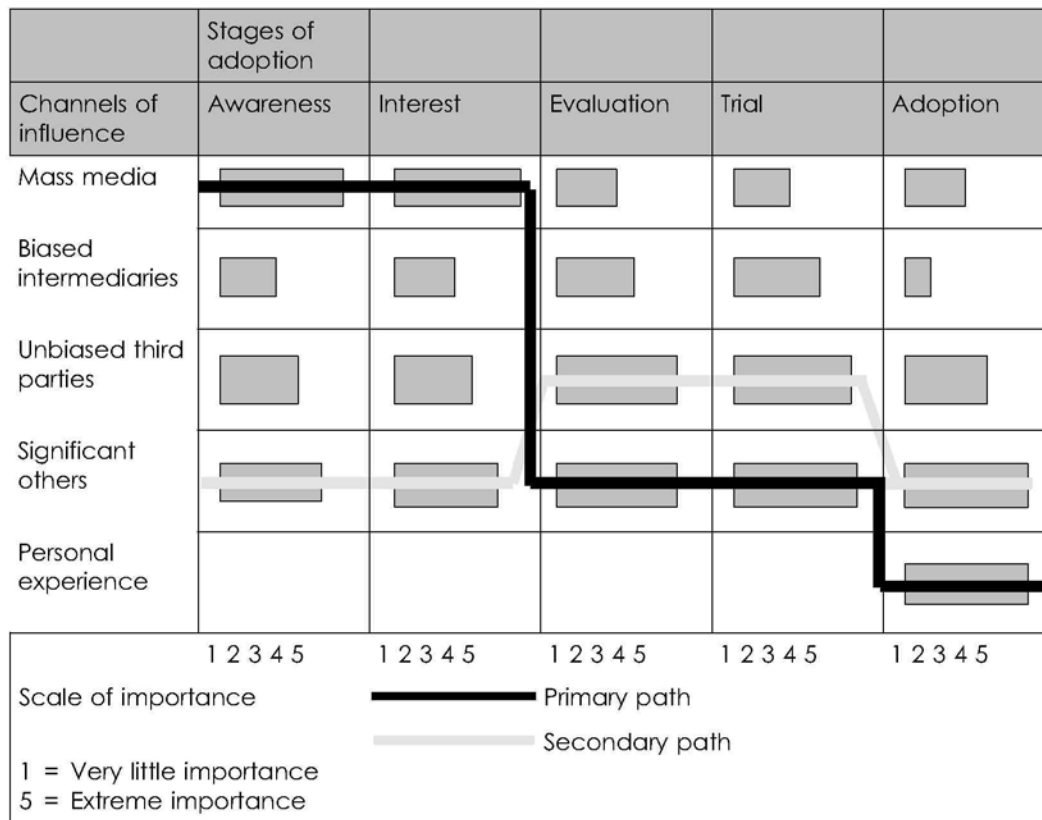 Stages of
adoption
Channels of
influence
Awareness
Interest
Evaluation
Trial
Adoption
Mass media
Biased
intermediaries
Unbiased third
parties
Significant
others
Personal
experience
1 2 3 4 5
1 2 3 4 5
1 2 3 4 5
1 2 3 4 5
1 2 3 4 5
Scale of importance
Primary path
Secondary path
1 = Very little importance
5 = Extreme importance